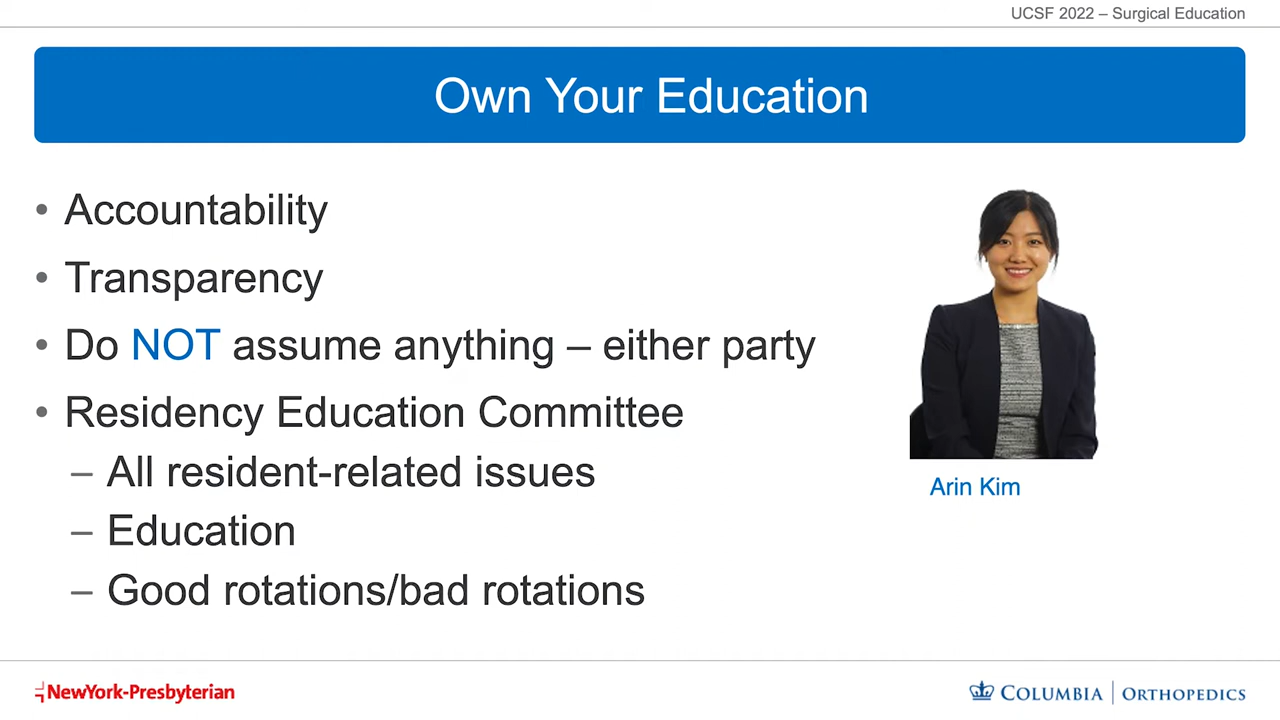 UCSF 2022 – Surgical Education
Own Your Education
• Accountability
• Transparency
• Do NOT assume anything – either party
• Residency Education Committee
– All resident-related issues
– Education
– Good rotations/bad rotations
Arin Kim
NewYork-Presbyterian
COLUMBIA | ORTHOPEDICS